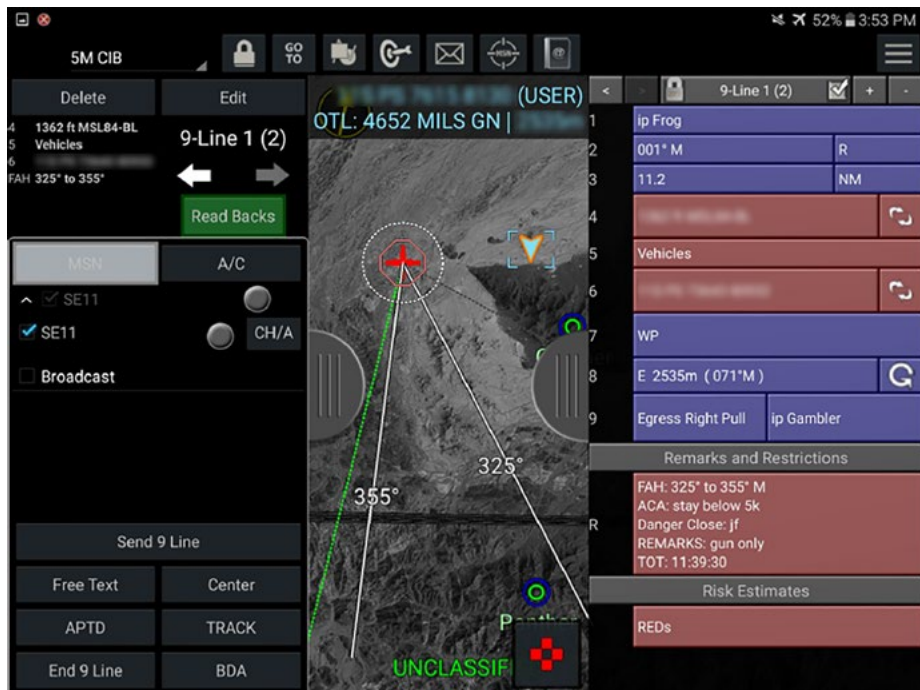 52% 3:53 PM
5M CIB
GO TO
MSN
Delete
Edit
4 1362 ft MSL84-BL
5 Vehicles
6
FAH 325° to 355°
9-Line 1 (2)
Read Backs
MSN
A/C
SE11
SE11
CH/A
Broadcast
Send 9 Line
Free Text
Center
APTD
TRACK
End 9 Line
BDA
(USER)
OTL: 4652 MILS GN |
355°
325°
UNCLASSIF
< > 9-Line 1 (2) + -
1 ip Frog
2 001° M R
3 11.2 NM
4
5 Vehicles
6
7 WP
8 E 2535m ( 071°M )
9 Egress Right Pull ip Gambler
Remarks and Restrictions
R
FAH: 325° to 355° M
ACA: stay below 5k
Danger Close: jf
REMARKS: gun only
TOT: 11:39:30
Risk Estimates
REDs